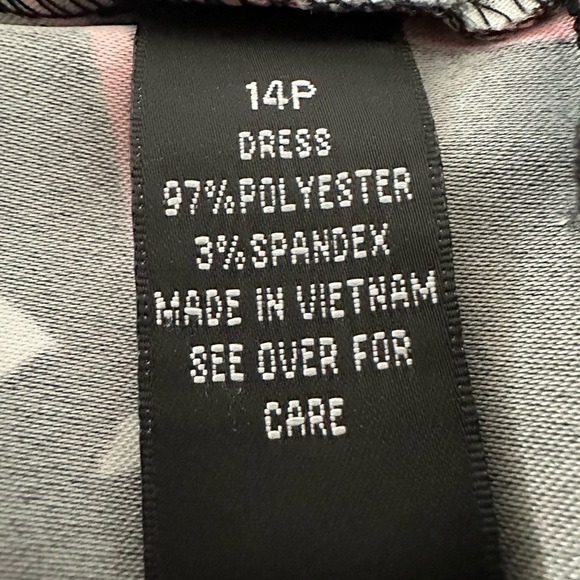 14P
DRESS
97%POLYESTER
3%SPANDEX
MADE IN VIETNAM
SEE OVER FOR
CARE